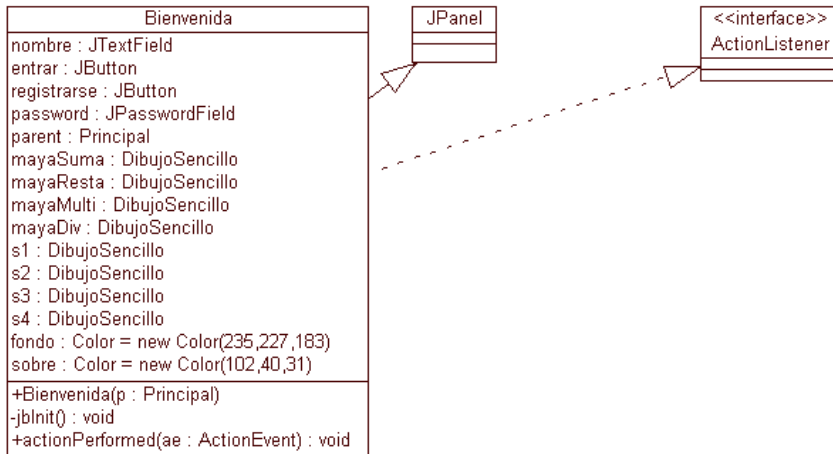 Bienvenida
nombre : JTextField
entrar : JButton
registrarse : JButton
password : JPasswordField
parent : Principal
mayaSuma : DibujoSencillo
mayaResta : DibujoSencillo
mayaMulti : DibujoSencillo
mayaDiv : DibujoSencillo
s1 : DibujoSencillo
s2 : DibujoSencillo
s3 : DibujoSencillo
s4 : DibujoSencillo
fondo : Color = new Color(235,227,183)
sobre : Color = new Color(102,40,31)
+Bienvenida(p : Principal)
-jbInit() : void
+actionPerformed(ae : ActionEvent) : void
JPanel
<<interface>>
ActionListener